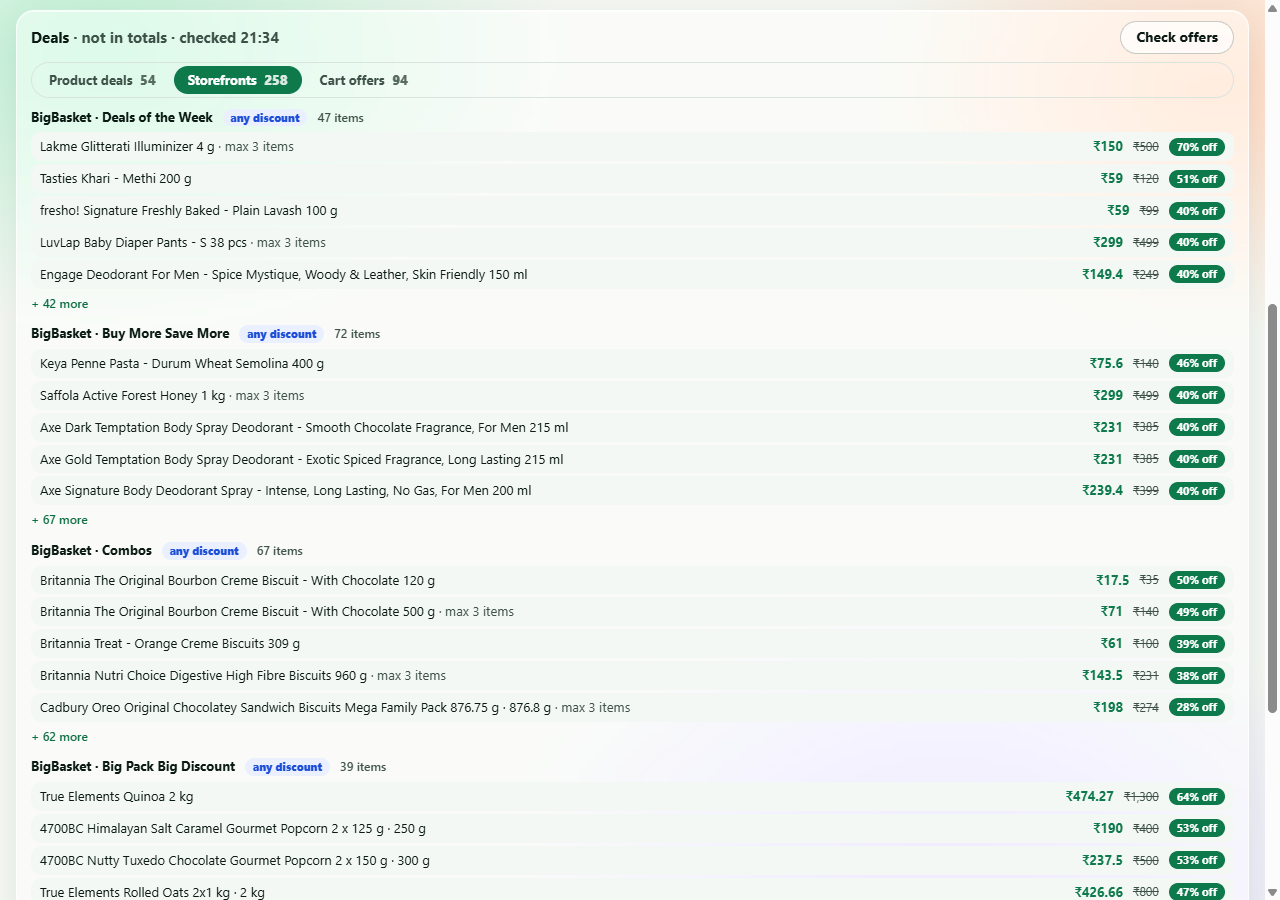 Deals · not in totals · checked 21:34
Check offers
Product deals 54 Storefronts 258 Cart offers 94
BigBasket · Deals of the Week any discount 47 items
Lakme Glitterati Illuminizer 4 g · max 3 items ₹150 ₹500 70% off
Tasties Khari - Methi 200 g ₹59 ₹120 51% off
fresho! Signature Freshly Baked - Plain Lavash 100 g ₹59 ₹99 40% off
LuvLap Baby Diaper Pants - S 38 pcs · max 3 items ₹299 ₹499 40% off
Engage Deodorant For Men - Spice Mystique, Woody & Leather, Skin Friendly 150 ml ₹149.4 ₹249 40% off
+ 42 more
BigBasket · Buy More Save More any discount 72 items
Keya Penne Pasta - Durum Wheat Semolina 400 g ₹75.6 ₹140 46% off
Saffola Active Forest Honey 1 kg · max 3 items ₹299 ₹499 40% off
Axe Dark Temptation Body Spray Deodorant - Smooth Chocolate Fragrance, For Men 215 ml ₹231 ₹385 40% off
Axe Gold Temptation Body Spray Deodorant - Exotic Spiced Fragrance, Long Lasting 215 ml ₹231 ₹385 40% off
Axe Signature Body Deodorant Spray - Intense, Long Lasting, No Gas, For Men 200 ml ₹239.4 ₹399 40% off
+ 67 more
BigBasket · Combos any discount 67 items
Britannia The Original Bourbon Creme Biscuit - With Chocolate 120 g ₹17.5 ₹35 50% off
Britannia The Original Bourbon Creme Biscuit - With Chocolate 500 g · max 3 items ₹71 ₹140 49% off
Britannia Treat - Orange Creme Biscuits 309 g ₹61 ₹100 39% off
Britannia Nutri Choice Digestive High Fibre Biscuits 960 g · max 3 items ₹143.5 ₹231 38% off
Cadbury Oreo Original Chocolatey Sandwich Biscuits Mega Family Pack 876.75 g · 876.8 g · max 3 items ₹198 ₹274 28% off
+ 62 more
BigBasket · Big Pack Big Discount any discount 39 items
True Elements Quinoa 2 kg ₹474.27 ₹1,300 64% off
4700BC Himalayan Salt Caramel Gourmet Popcorn 2 x 125 g · 250 g ₹190 ₹400 53% off
4700BC Nutty Tuxedo Chocolate Gourmet Popcorn 2 x 150 g · 300 g ₹237.5 ₹500 53% off
True Elements Rolled Oats 2x1 kg · 2 kg ₹426.66 ₹800 47% off